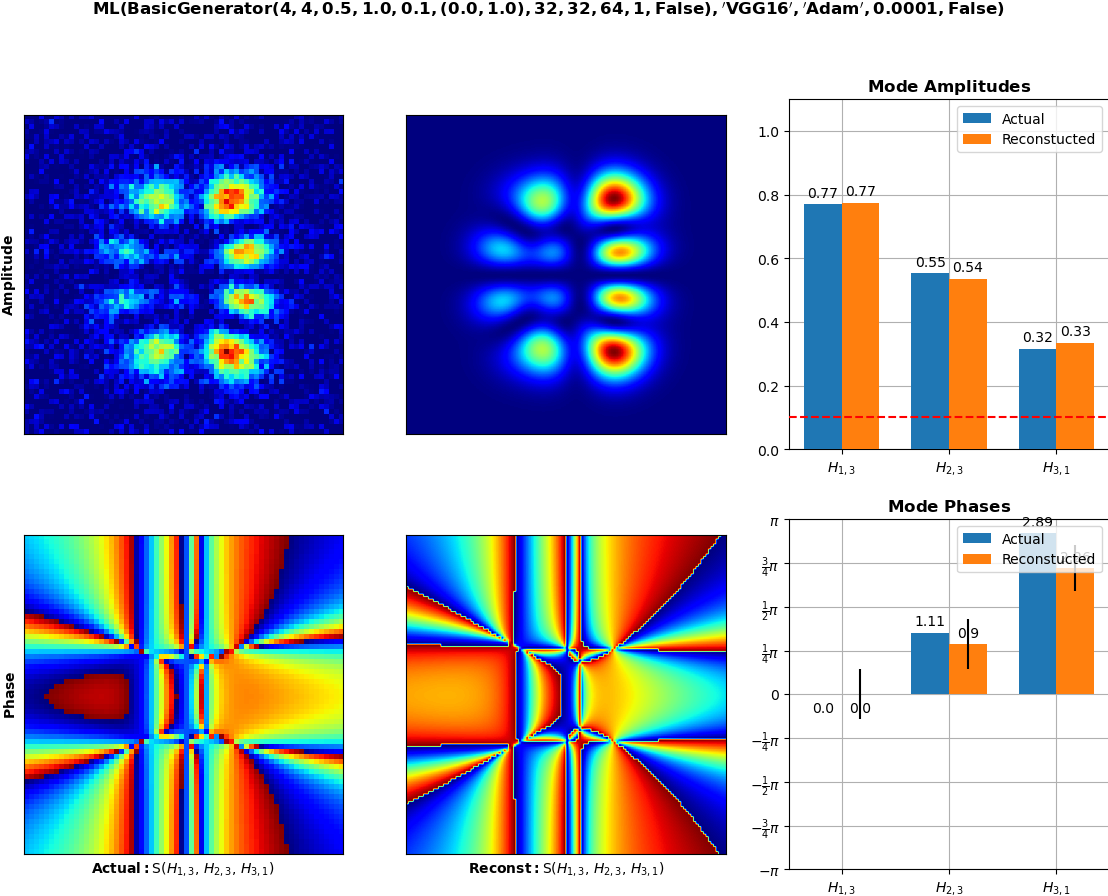 ML(BasicGenerator(4, 4, 0.5, 1.0, 0.1, (0.0, 1.0), 32, 32, 64, 1, False), 'VGG16', 'Adam', 0.0001, False)
Mode Amplitudes
Actual
Reconstucted
1.0
0.8
0.6
0.4
0.2
0.0
0.77
0.77
0.55
0.54
0.32
0.33
H1,3
H2,3
H3,1
Amplitude
Mode Phases
Actual
Reconstucted
π
3/4π
1/2π
1/4π
0
−1/4π
−1/2π
−3/4π
−π
0.0
0.0
1.11
0.9
2.89
H1,3
H2,3
H3,1
Phase
Actual: S(H1,3, H2,3, H3,1)
Reconst: S(H1,3, H2,3, H3,1)